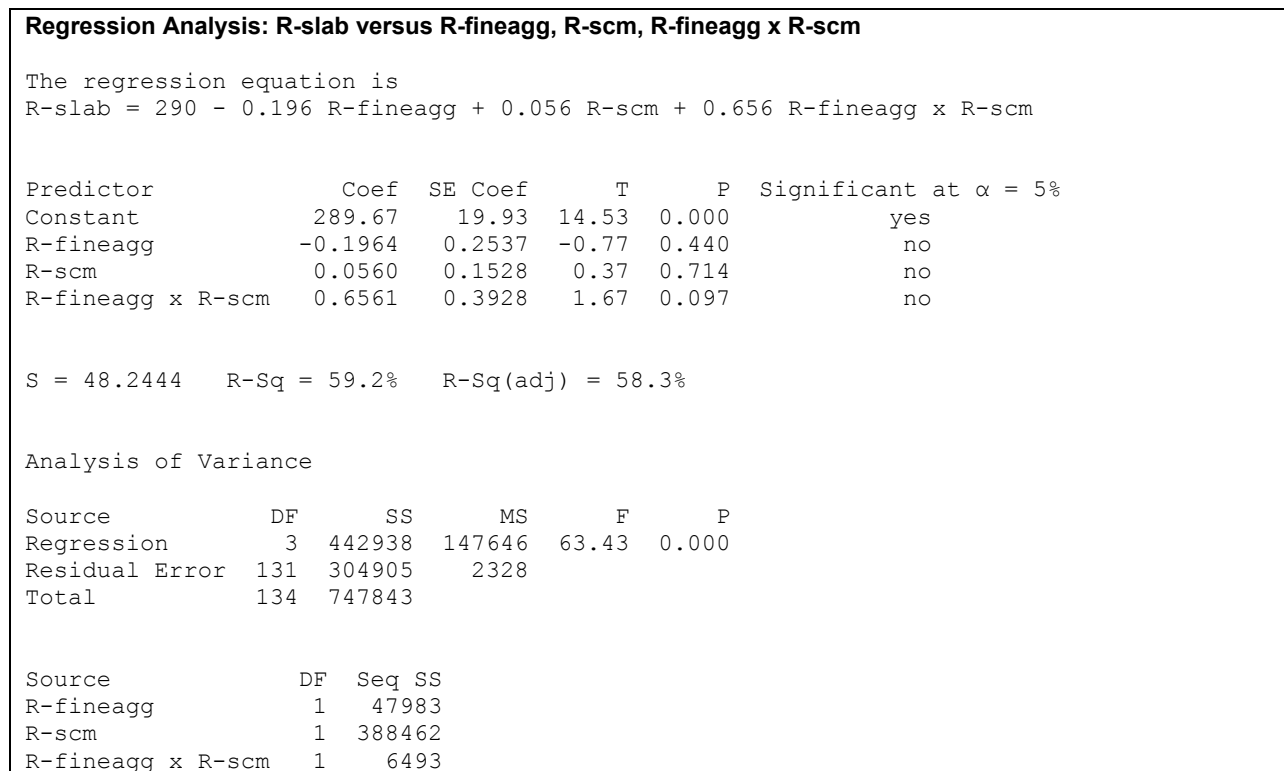 Regression Analysis: R-slab versus R-fineagg, R-scm, R-fineagg x R-scm
The regression equation is
R-slab = 290 - 0.196 R-fineagg + 0.056 R-scm + 0.656 R-fineagg x R-scm
Predictor Coef SE Coef T P Significant at α = 5%
Constant 289.67 19.93 14.53 0.000 yes
R-fineagg -0.1964 0.2537 -0.77 0.440 no
R-scm 0.0560 0.1528 0.37 0.714 no
R-fineagg x R-scm 0.6561 0.3928 1.67 0.097 no
S = 48.2444 R-Sq = 59.2% R-Sq(adj) = 58.3%
Analysis of Variance
Source DF SS MS F P
Regression 3 442938 147646 63.43 0.000
Residual Error 131 304905 2328
Total 134 747843
Source DF Seq SS
R-fineagg 1 47983
R-scm 1 388462
R-fineagg x R-scm 1 6493